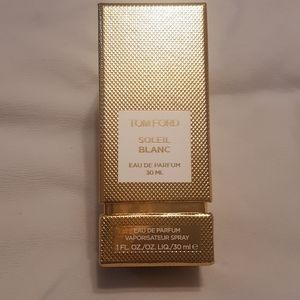 TOM FORD
SOLEIL
BLANC
EAU DE PARFUM
30 ML
EAU DE PARFUM
VAPORISATEUR SPRAY
1 FL. OZ./OZ. LIQ./30 ml ℮